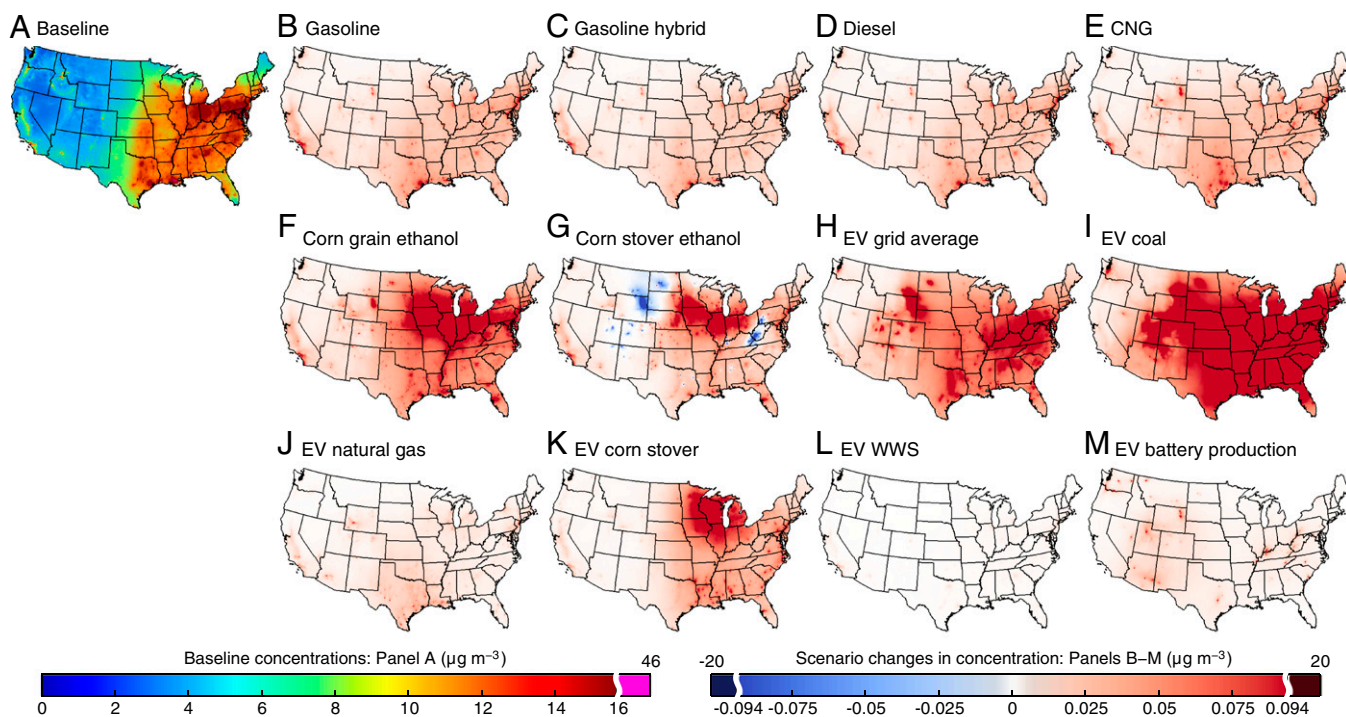 A Baseline
B Gasoline
C Gasoline hybrid
D Diesel
E CNG
F Corn grain ethanol
G Corn stover ethanol
H EV grid average
I EV coal
J EV natural gas
K EV corn stover
L EV WWS
M EV battery production
Baseline concentrations: Panel A (µg m⁻³) 46
0 2 4 6 8 10 12 14 16
-20 Scenario changes in concentration: Panels B–M (µg m⁻³) 20
-0.094 -0.075 -0.05 -0.025 0 0.025 0.05 0.075 0.094